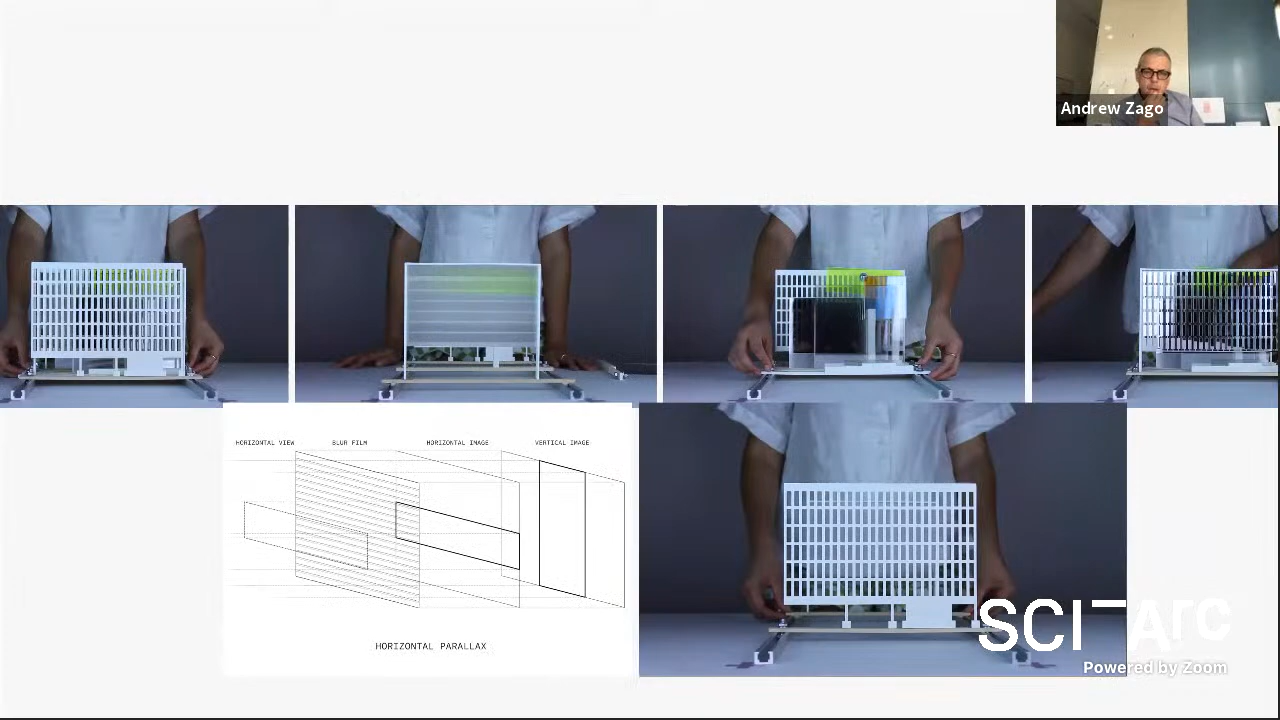 Andrew Zago
HORIZONTAL VIEW
BLUR FILM
HORIZONTAL IMAGE
VERTICAL IMAGE
HORIZONTAL PARALLAX
SCI-Arc
Powered by Zoom